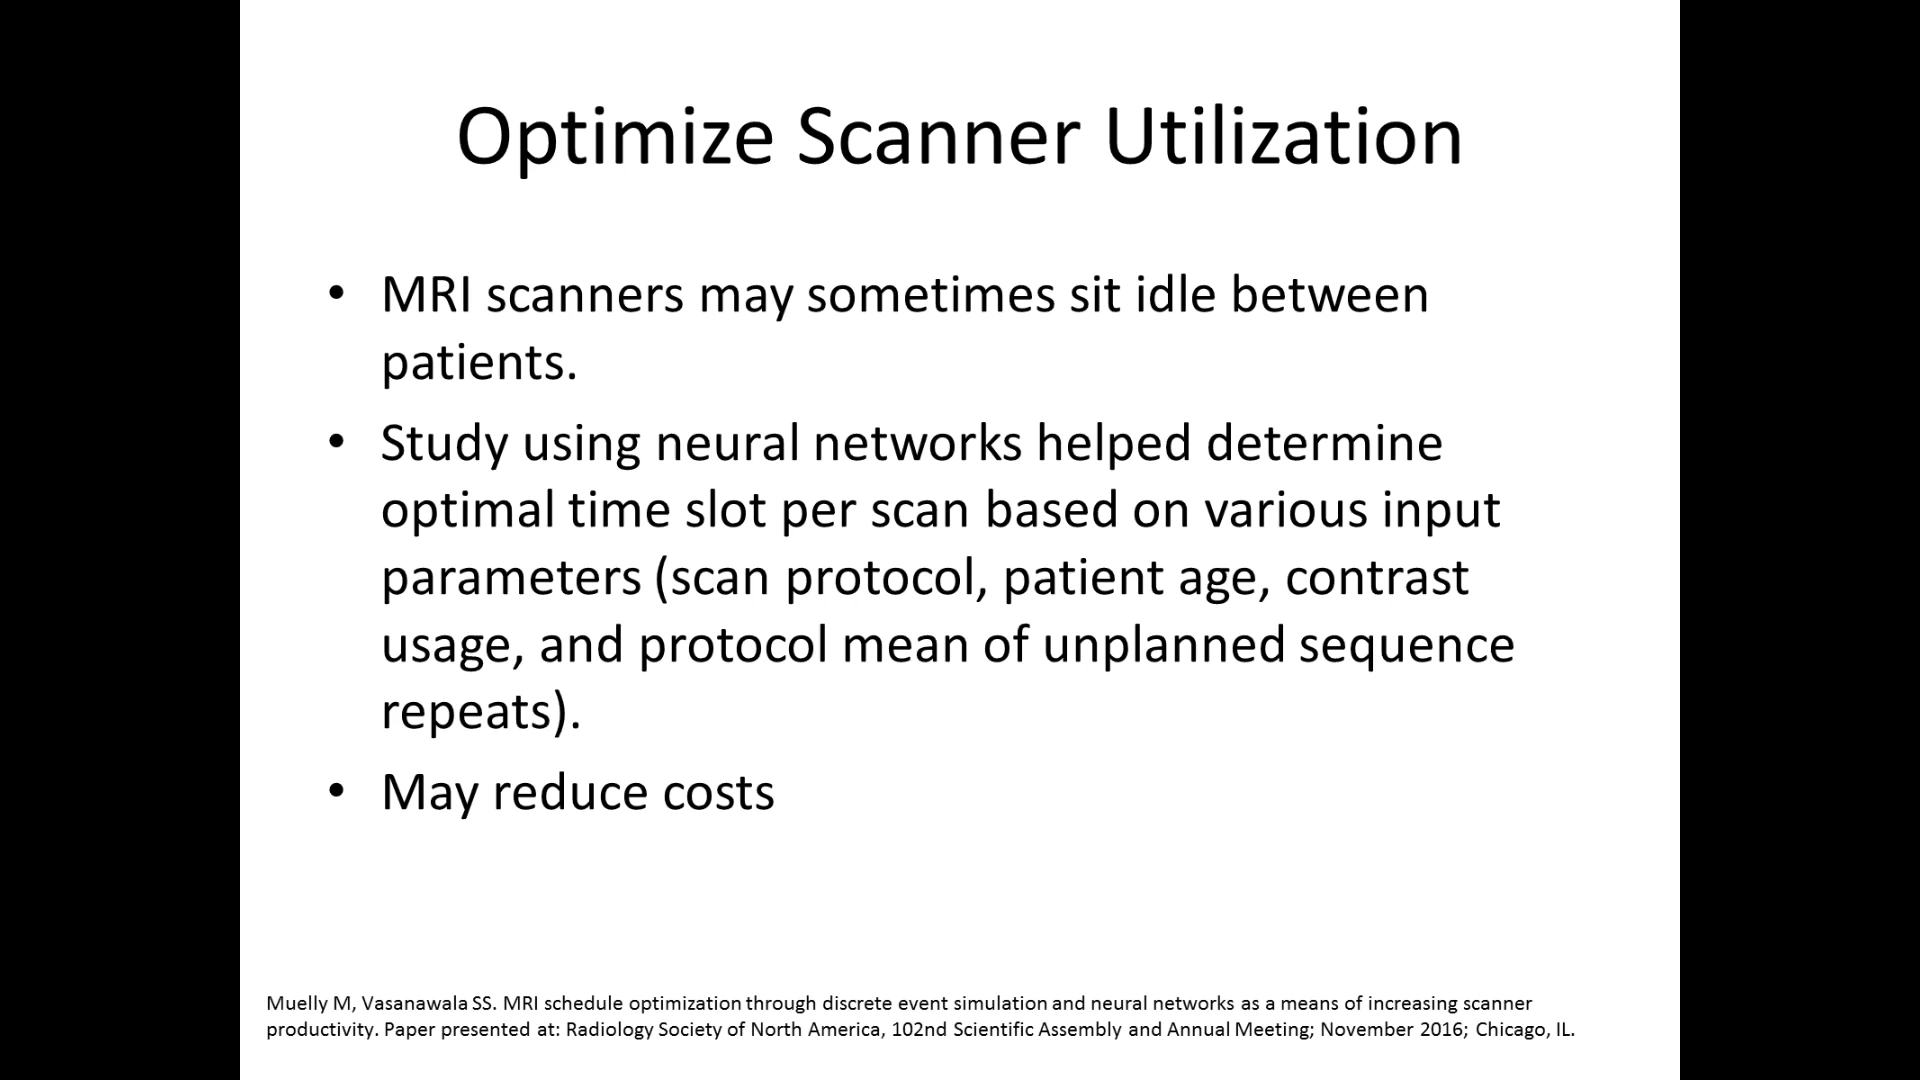 Optimize Scanner Utilization
• MRI scanners may sometimes sit idle between
patients.
• Study using neural networks helped determine
optimal time slot per scan based on various input
parameters (scan protocol, patient age, contrast
usage, and protocol mean of unplanned sequence
repeats).
• May reduce costs
Muelly M, Vasanawala SS. MRI schedule optimization through discrete event simulation and neural networks as a means of increasing scanner
productivity. Paper presented at: Radiology Society of North America, 102nd Scientific Assembly and Annual Meeting; November 2016; Chicago, IL.